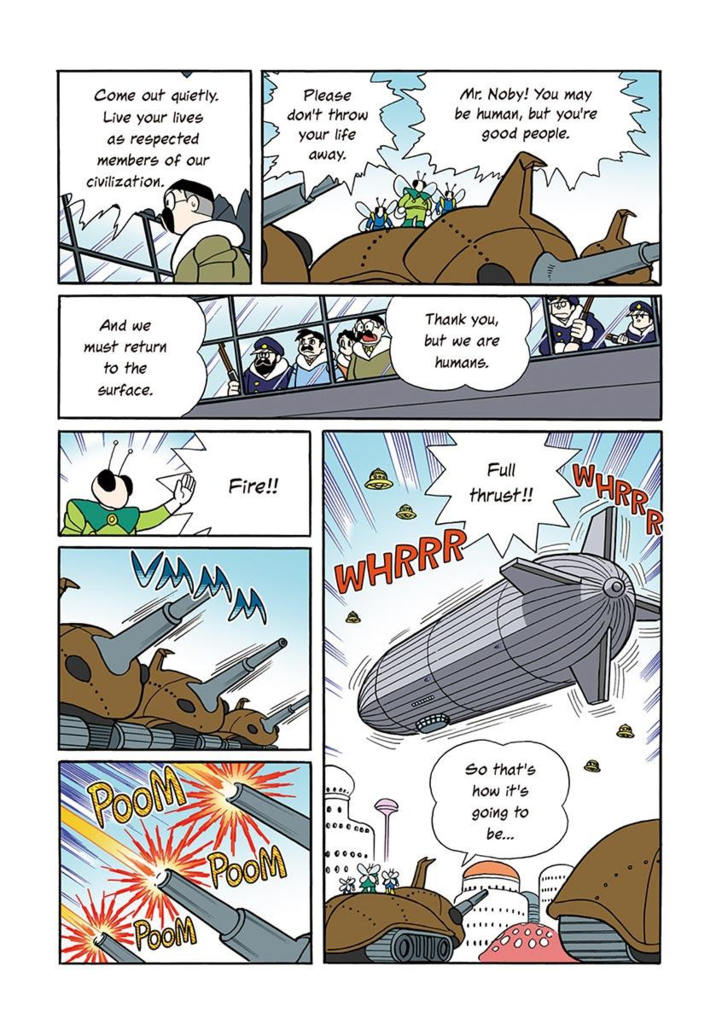 Come out quietly.
Live your lives
as respected
members of our
civilization.
Please
don't throw
your life
away.
Mr. Noby! You may
be human, but you're
good people.
And we
must return
to the
surface.
Thank you,
but we are
humans.
Fire!!
VMMM
POOM
POOM
POOM
Full
thrust!!
WHRRR
WHRRR
So that's
how it's
going to
be...